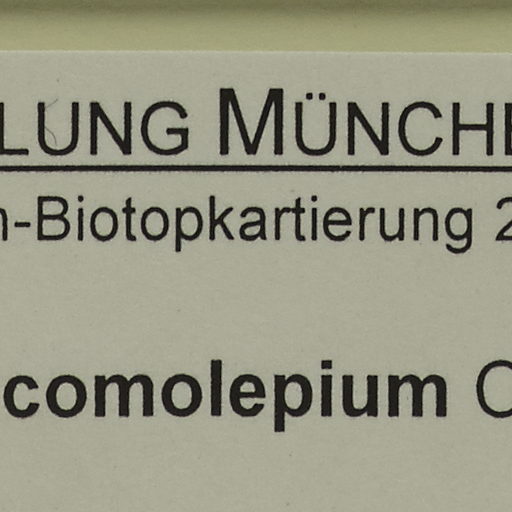 LUNG MÜNCHE
n-Biotopkartierung 2
comolepium